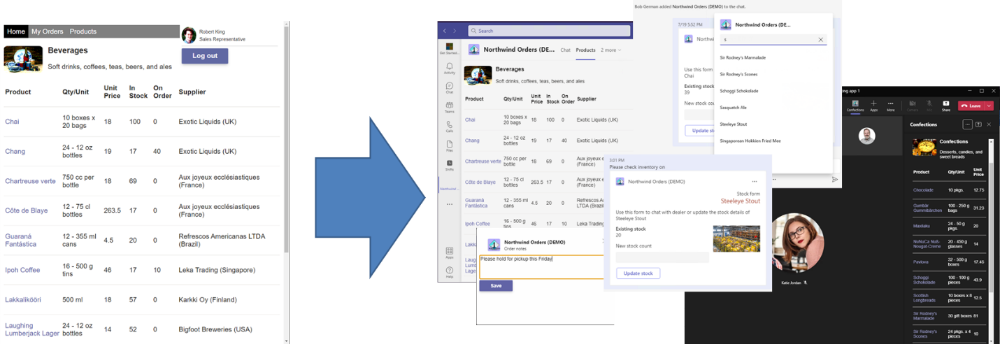 Home My Orders Products
Robert King
Sales Representative
Log out
Beverages
Soft drinks, coffees, teas, beers, and ales
Product Qty/Unit Unit Price In Stock On Order Supplier
Chai 10 boxes x 20 bags 18 100 0 Exotic Liquids (UK)
Chang 24 - 12 oz bottles 19 17 40 Exotic Liquids (UK)
Chartreuse verte 750 cc per bottle 18 69 0 Aux joyeux ecclésiastiques (France)
Côte de Blaye 12 - 75 cl bottles 263.5 17 0 Aux joyeux ecclésiastiques (France)
Guaraná Fantástica 12 - 355 ml cans 4.5 20 0 Refrescos Americanas LTDA (Brazil)
Ipoh Coffee 16 - 500 g tins 46 17 10 Leka Trading (Singapore)
Lakkalikööri 500 ml 18 57 0 Karkki Oy (Finland)
Laughing Lumberjack Lager 24 - 12 oz bottles 14 52 0 Bigfoot Breweries (USA)
Search
Get Started...
Activity
Chat
Teams
Calls
Files
Shifts
Northwind ...
Apps
Help
Northwind Orders (DE... Chat Products 2 more
Beverages
Soft drinks, coffees, teas, beers, and ales
Product Qty/Unit Unit Price In Stock On Order Supplier
Chai 10 boxes x 20 bags 18 100 0 Exotic Liquids (UK)
Chang 24 - 12 oz bottles 19 17 40 Exotic Liquids (UK)
Chartreuse verte 750 cc per bottle 18 69 0 Aux joyeux ecclésiastiques (France)
Côte de Blaye 12 - 75 cl bottles 263.5 17 0 Aux joyeux ecclésiastiques (France)
Guaraná Fantástica 12 - 355 ml cans 4.5 20 0 Refrescos LTDA (Brazil)
Ipoh Coffee 16 - 500 g tins 46 17 10 Leka Trading
Lakka
Laug
Lumb
Lage
Northwind Orders (DEMO)
Order notes
Please hold for pickup this Friday
Save
Bob German added Northwind Orders (DEMO) to the chat.
7/19 5:52 PM
Northwi
Use this form
Chai
Existing stock
39
New stock cou
Update sto
Northwind Orders (DE...
s
Sir Rodney's Marmalade
Sir Rodney's Scones
Schoggi Schokolade
Sasquatch Ale
Steeleye Stout
Singaporean Hokkien Fried Mee
3:01 PM
Please check inventory on
Northwind Orders (DEMO)
Stock form
Steeleye Stout
Use this form to chat with dealer or update the stock details of
Steeleye Stout
Existing stock
20
New stock count
Update stock
ing app 1
Confections Apps More Camera Mic Share Leave
Katie Jordan
Confections
Confections
Desserts, candies, and
sweet breads
Product Qty/Unit Unit Price
Chocolade 10 pkgs. 12.75
Gumbär Gummibärchen 100 - 250 g bags 31.23
Maxilaku 24 - 50 g pkgs. 20
NuNuCa Nuß-Nougat-Creme 20 - 450 g glasses 14
Pavlova 32 - 500 g boxes 17.45
Schoggi Schokolade 100 - 100 g pieces 43.9
Scottish Longbreads 10 boxes x 8 pieces 12.5
Sir Rodney's Marmalade 30 gift boxes 81
Sir Rodney's Scones 24 pkgs. x 4 pieces 10